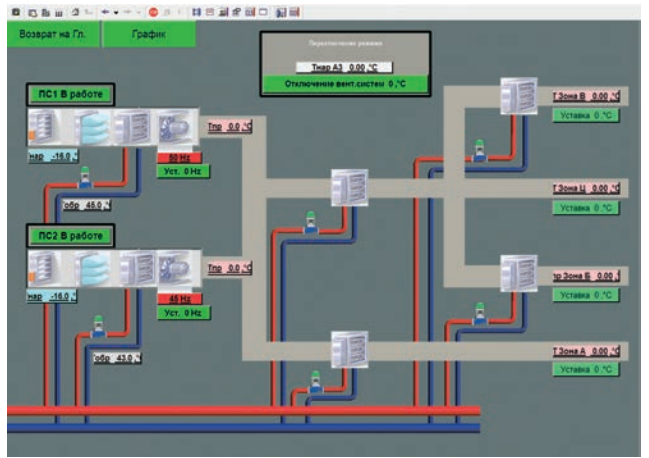 Возврат на Гл.
График
Переключение режима
Тнар АЗ 0.00 ,°C
Отключение вент.систем 0 ,°C
ПС1 В работе
Тпр 0.0 ,°C
50 Hz
Уст. 0 Hz
нар -16.0 ,°
Тобр 45.0 ,°
ПС2 В работе
Тпр 0.0 ,°C
45 Hz
Уст. 0 Hz
нар -16.0 ,°
Тобр 43.0 ,°
Т Зона В 0.00 ,°C
Уставка 0 ,°C
Т Зона Ц 0.00 ,°C
Уставка 0 ,°C
пр Зона Б 0.00 ,°
Уставка 0 ,°C
Т Зона А 0.00 ,°C
Уставка 0 ,°C